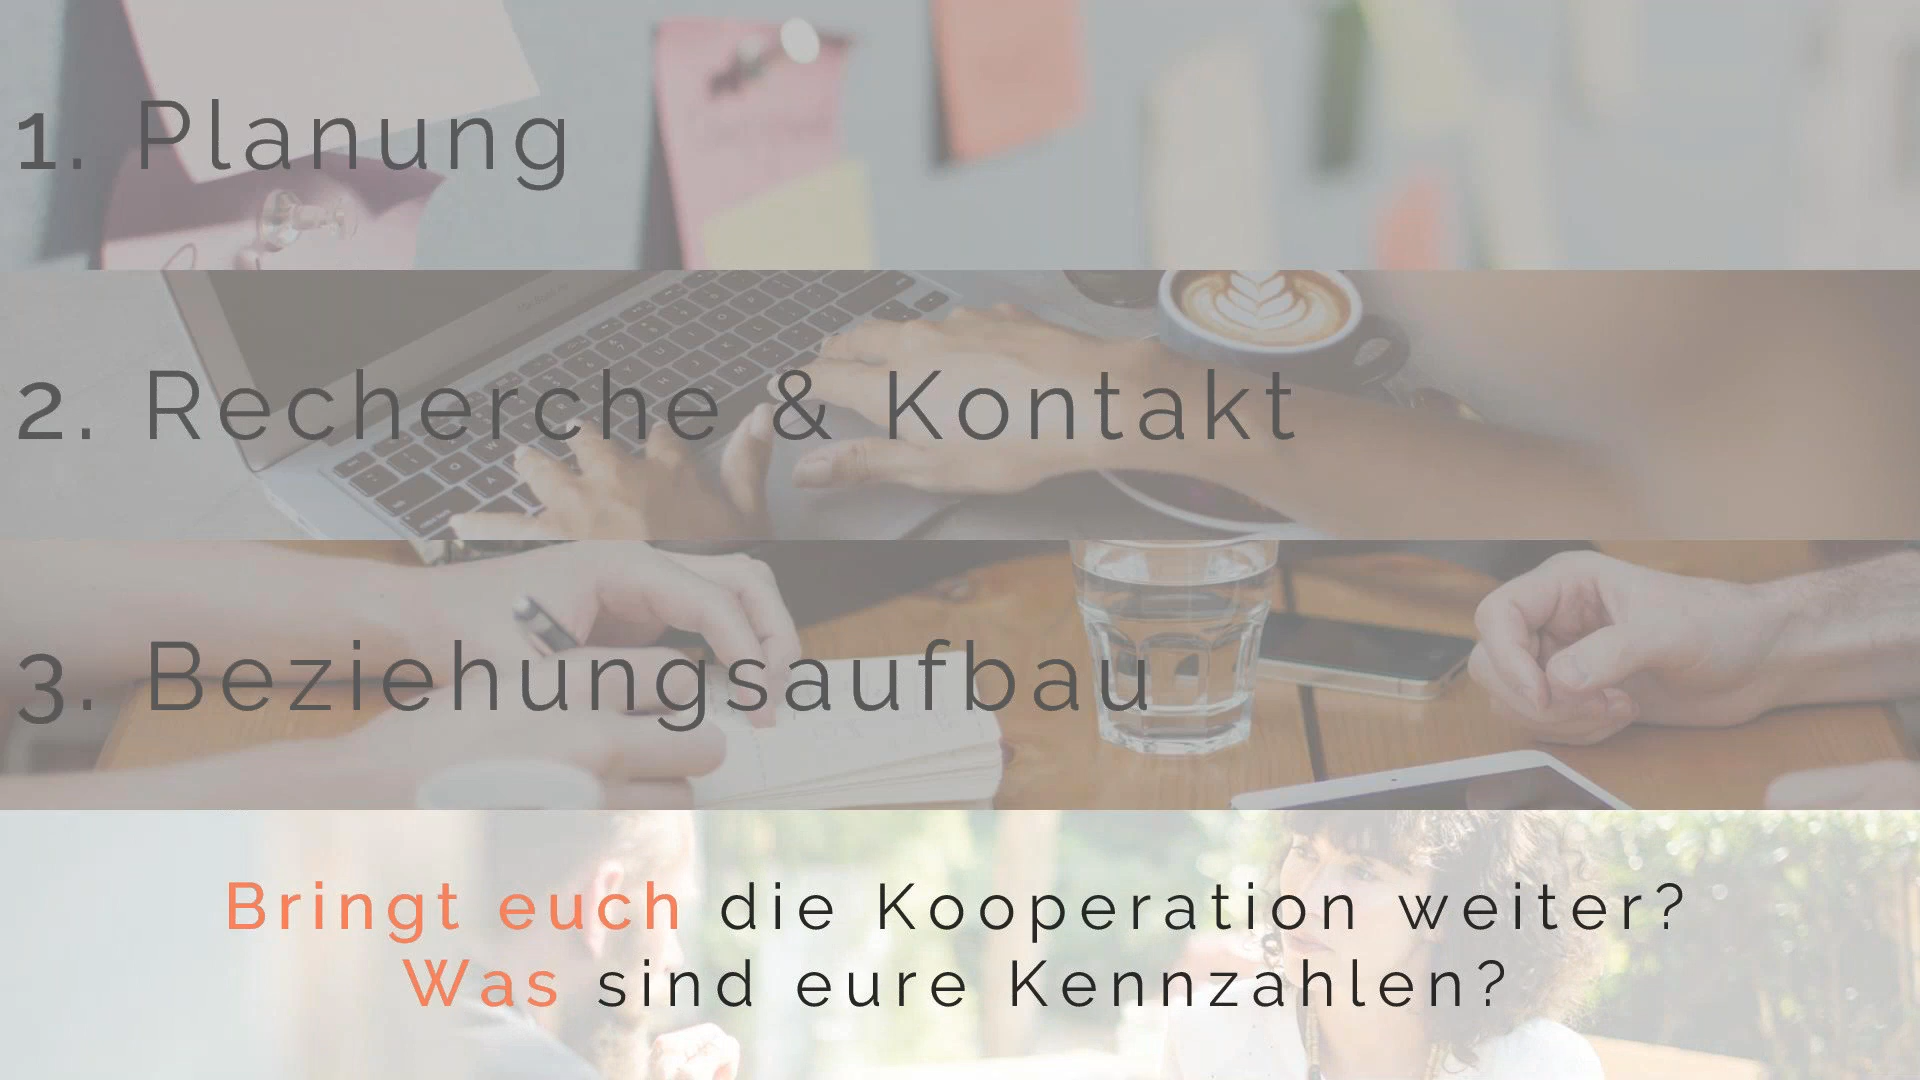 1. Planung
2. Recherche & Kontakt
3. Beziehungsaufbau
Bringt euch die Kooperation weiter?
Was sind eure Kennzahlen?